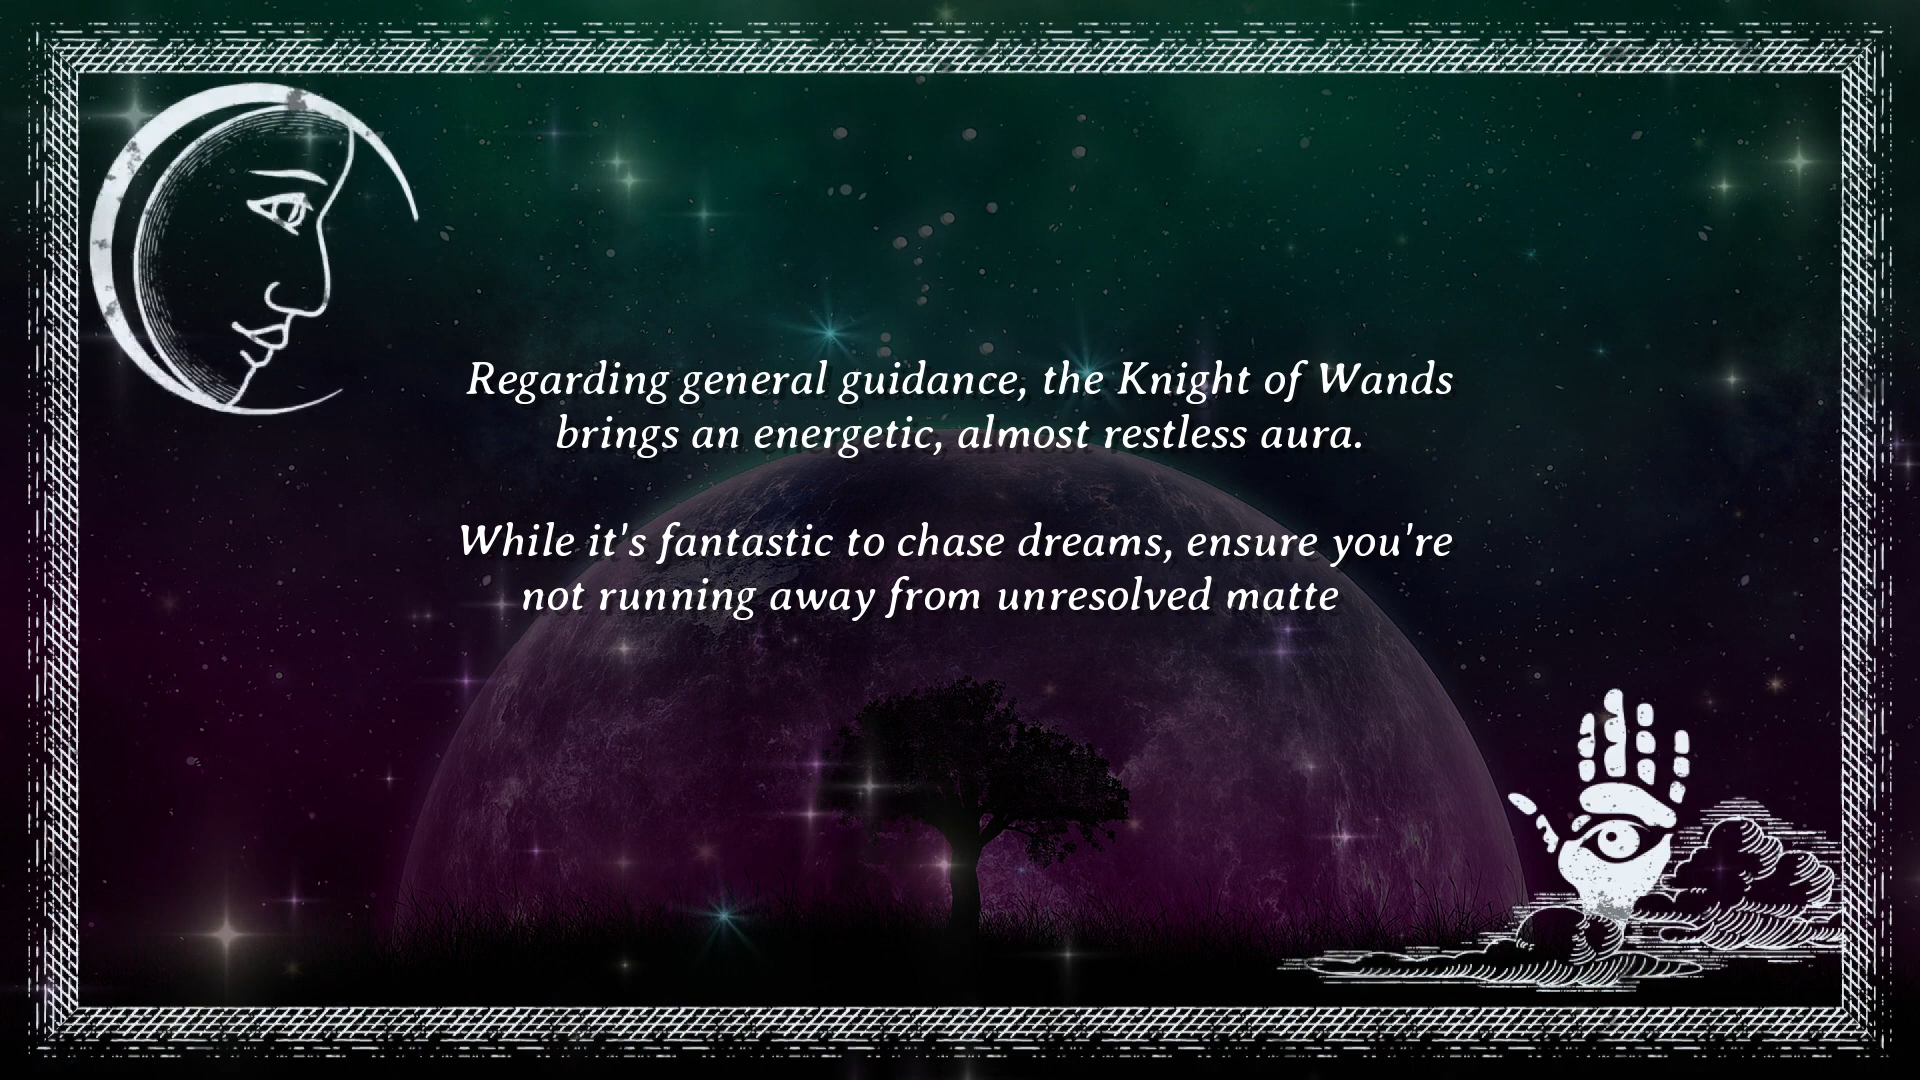 Regarding general guidance, the Knight of Wands
brings an energetic, almost restless aura.
While it's fantastic to chase dreams, ensure you're
not running away from unresolved matte